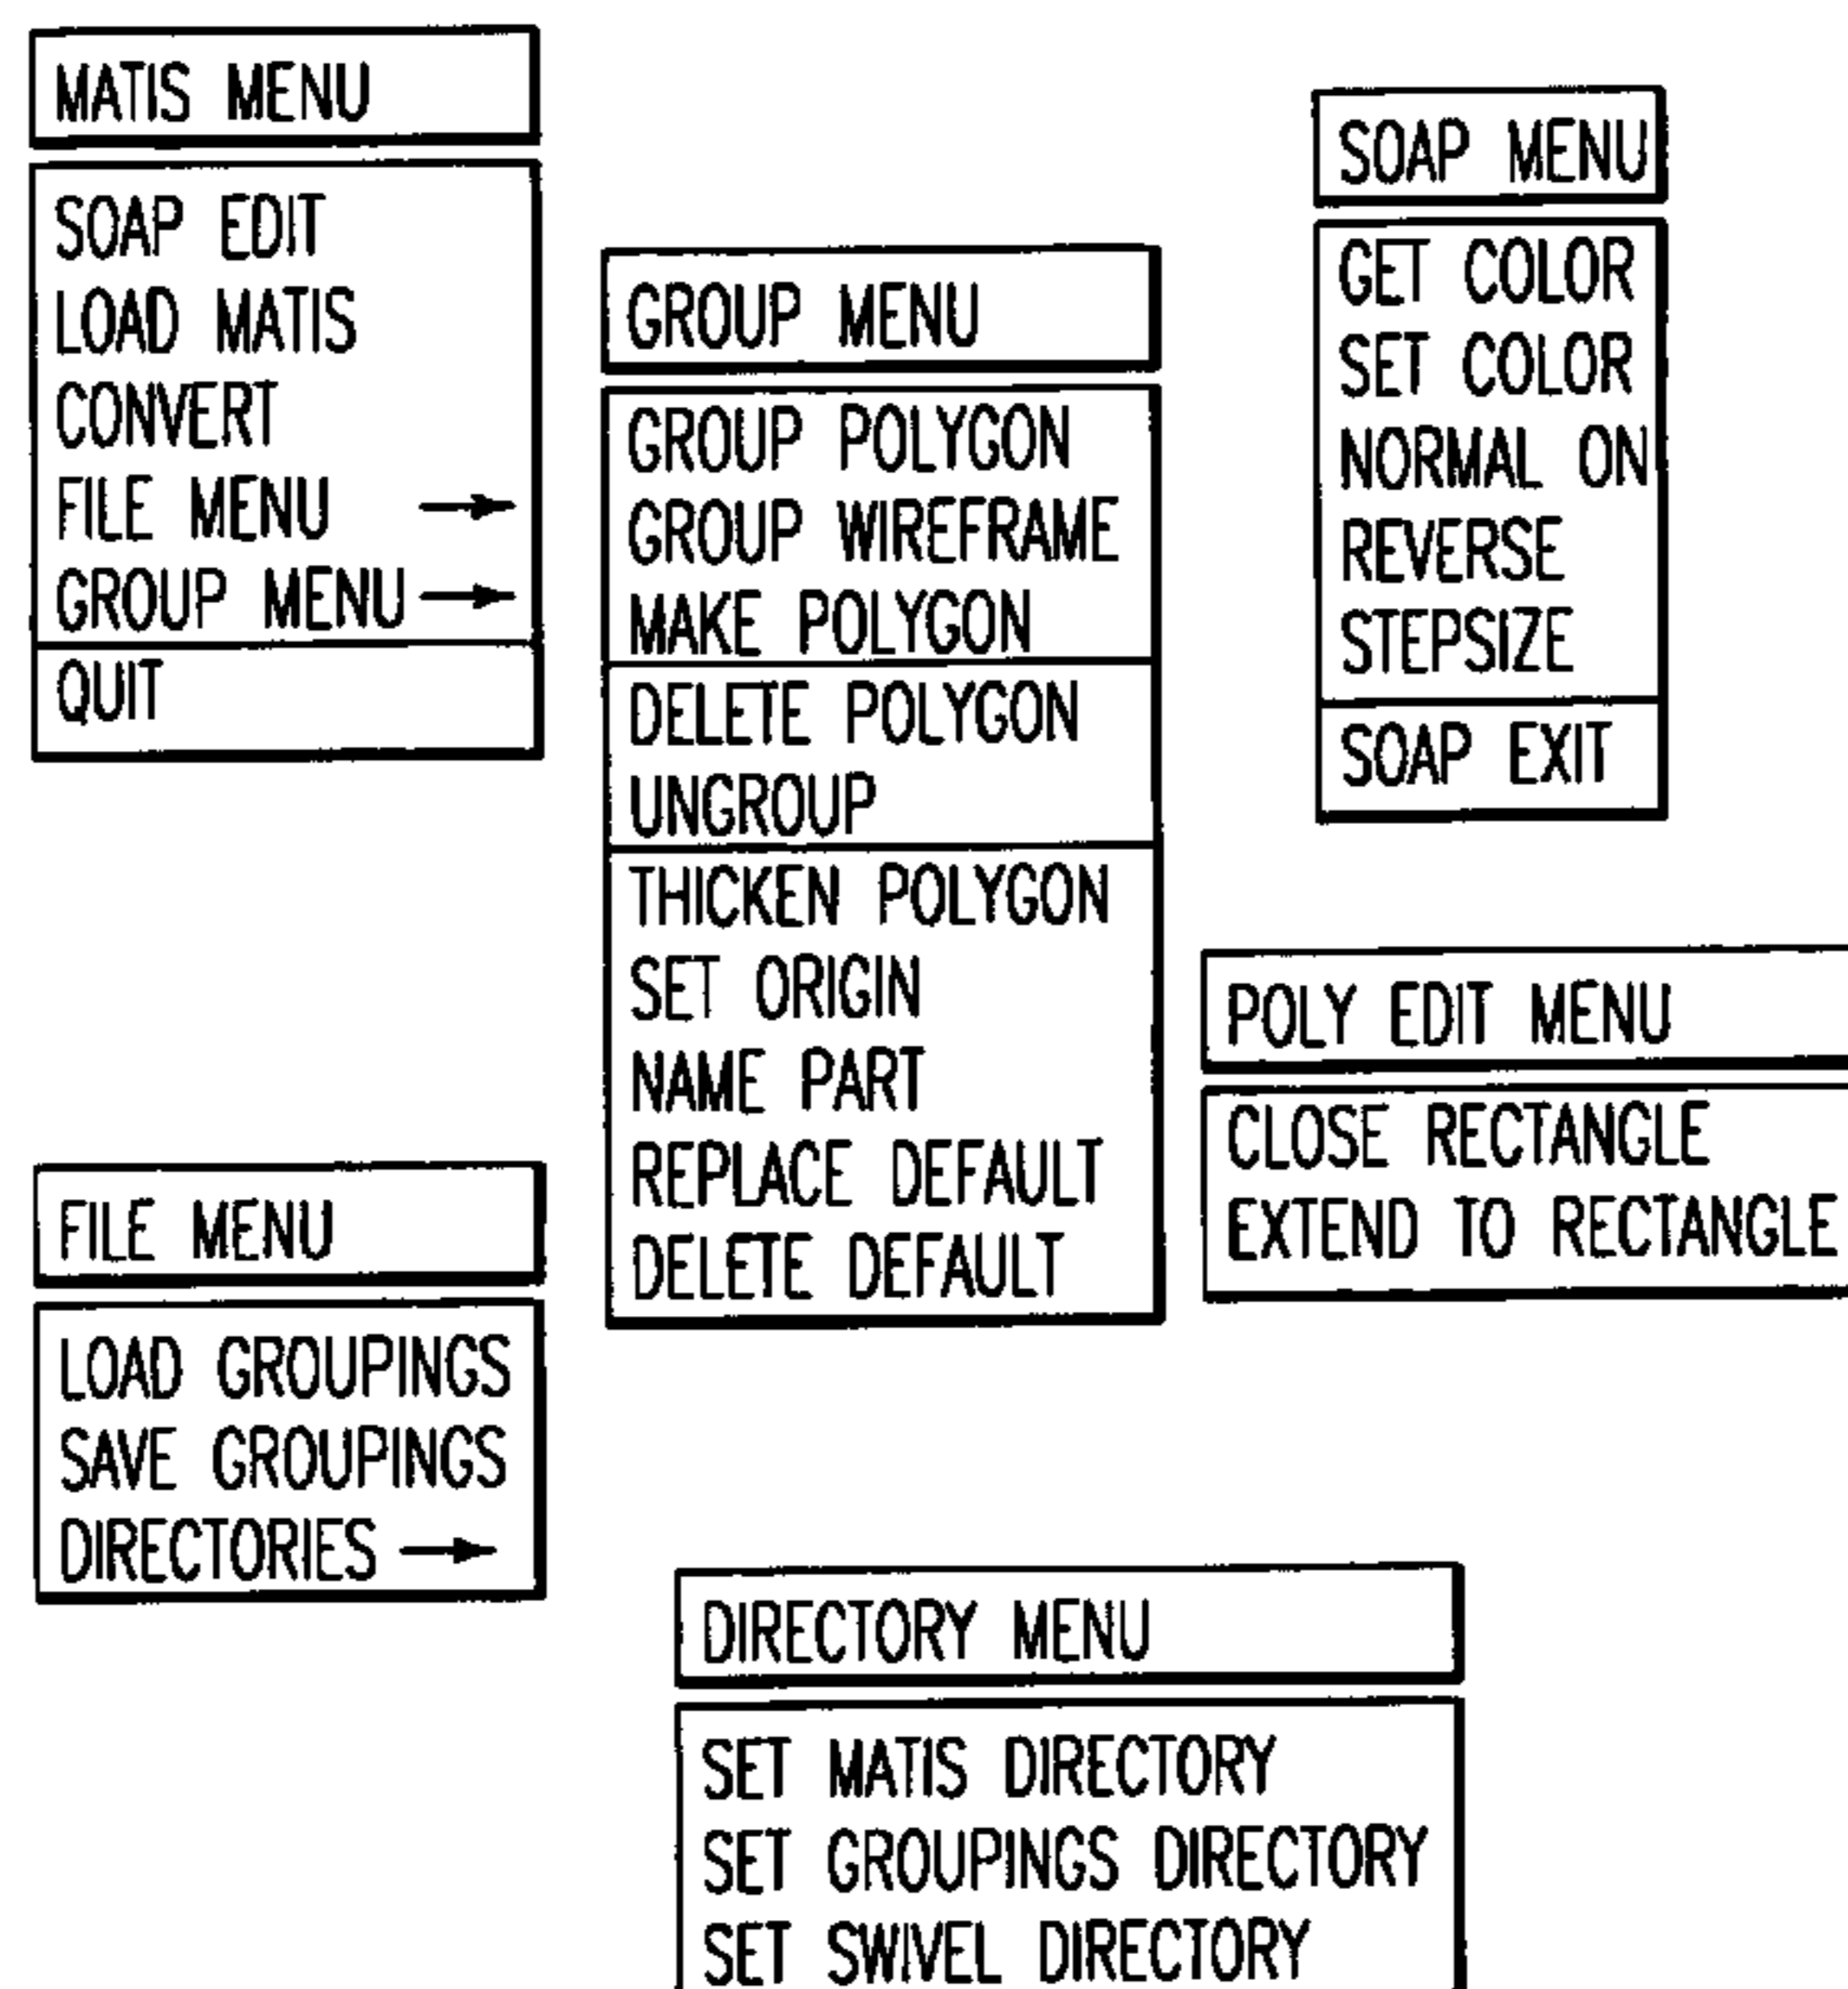 MATIS MENU
SOAP EDIT
LOAD MATIS
CONVERT
FILE MENU
GROUP MENU
QUIT
GROUP MENU
GROUP POLYGON
GROUP WIREFRAME
MAKE POLYGON
DELETE POLYGON
UNGROUP
THICKEN POLYGON
SET ORIGIN
NAME PART
REPLACE DEFAULT
DELETE DEFAULT
SOAP MENU
GET COLOR
SET COLOR
NORMAL ON
REVERSE
STEPSIZE
SOAP EXIT
POLY EDIT MENU
CLOSE RECTANGLE
EXTEND TO RECTANGLE
FILE MENU
LOAD GROUPINGS
SAVE GROUPINGS
DIRECTORIES
DIRECTORY MENU
SET MATIS DIRECTORY
SET GROUPINGS DIRECTORY
SET SWIVEL DIRECTORY